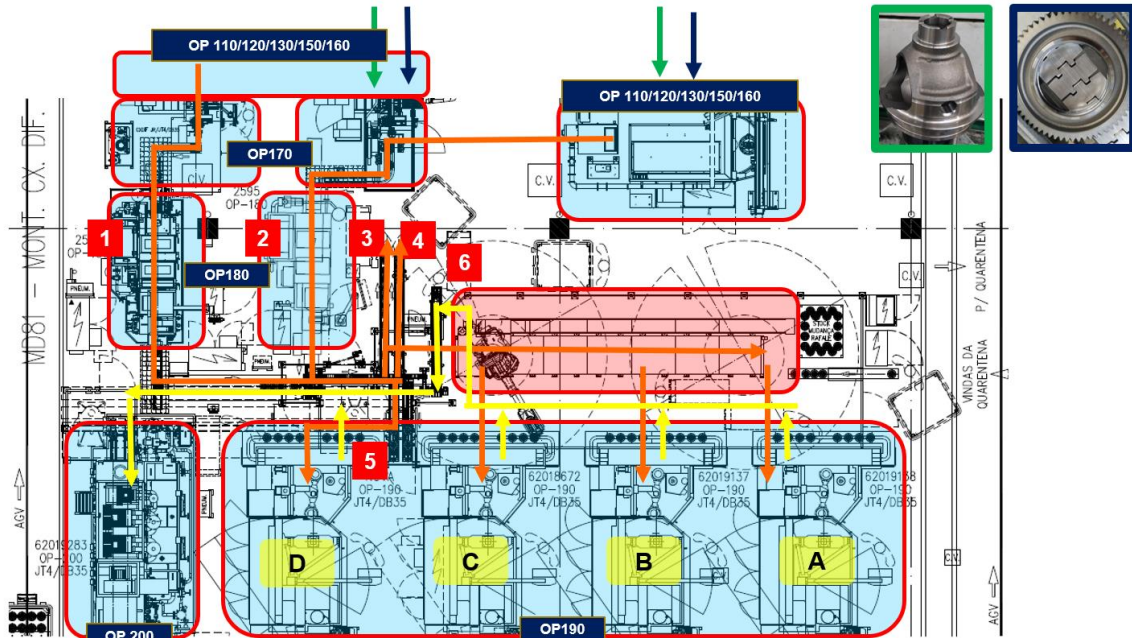 OP 110/120/130/150/160
OP 110/120/130/150/160
MD81 - MONT. CX. DIF.
OP170
C.V.
2595
OP-180
C.V.
C.V.
1
2
3
4
6
C.V.
OP180
PNEUM.
PNEUM.
STOCK
MUDANÇA
RAFALE
P/ QUARENTENA
VINDAS DA
QUARENTENA
5
PNEUM.
OP-190
JT4/DB35
62018672
OP-190
JT4/DB35
62019137
OP-190
JT4/DB35
62019138
OP-190
JT4/DB35
AGV
62019283
OP-200
JT4/DB35
D
C
B
A
C.V.
AGV
OP 200
OP190